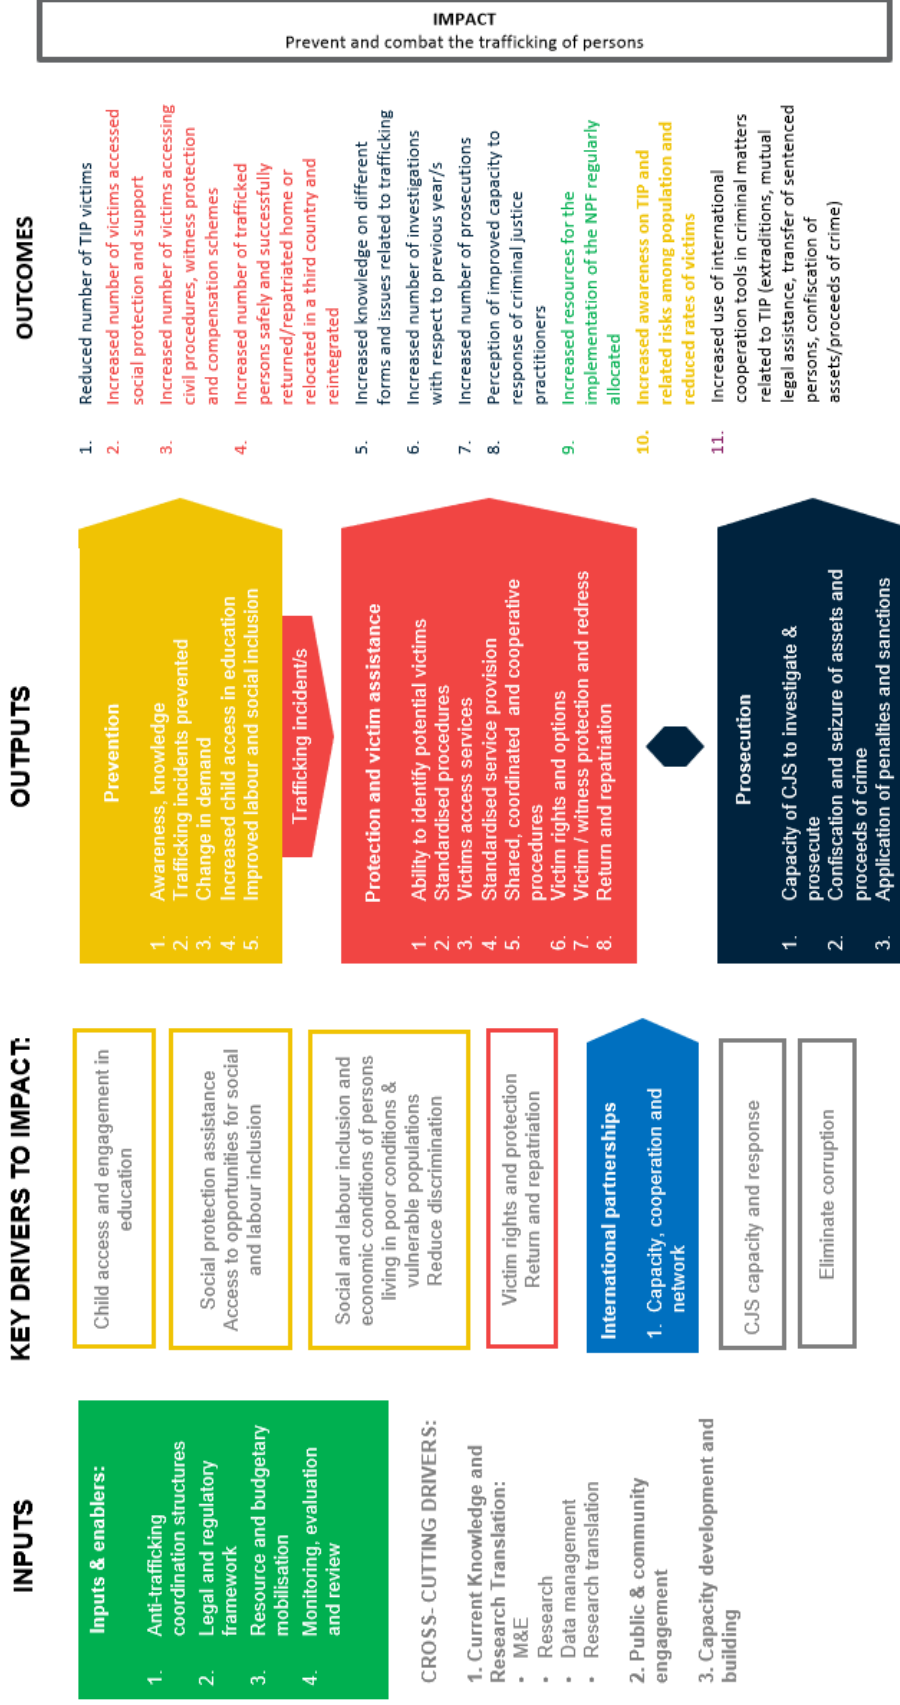 IMPACT
Prevent and combat the trafficking of persons
INPUTS
Inputs & enablers:
1. Anti-trafficking
coordination structures
2. Legal and regulatory
framework
3. Resource and budgetary
mobilisation
4. Monitoring, evaluation
and review
CROSS- CUTTING DRIVERS:
1. Current Knowledge and
Research Translation:
• M&E
• Research
• Data management
• Research translation
2. Public & community
engagement
3. Capacity development and
building
KEY DRIVERS TO IMPACT:
Child access and engagement in
education
Social protection assistance
Access to opportunities for social
and labour inclusion
Social and labour inclusion and
economic conditions of persons
living in poor conditions &
vulnerable populations
Reduce discrimination
Victim rights and protection
Return and repatriation
International partnerships
1. Capacity, cooperation and
network
CJS capacity and response
Eliminate corruption
OUTPUTS
Prevention
1. Awareness, knowledge
2. Trafficking incidents prevented
3. Change in demand
4. Increased child access in education
5. Improved labour and social inclusion
Trafficking incident/s
Protection and victim assistance
1. Ability to identify potential victims
2. Standardised procedures
3. Victims access services
4. Standardised service provision
5. Shared, coordinated and cooperative
procedures
6. Victim rights and options
7. Victim / witness protection and redress
8. Return and repatriation
Prosecution
1. Capacity of CJS to investigate &
prosecute
2. Confiscation and seizure of assets and
proceeds of crime
3. Application of penalties and sanctions
OUTCOMES
1. Reduced number of TIP victims
2. Increased number of victims accessed
social protection and support
3. Increased number of victims accessing
civil procedures, witness protection
and compensation schemes
4. Increased number of trafficked
persons safely and successfully
returned/repatriated home or
relocated in a third country and
reintegrated
5. Increased knowledge on different
forms and issues related to trafficking
6. Increased number of investigations
with respect to previous year/s
7. Increased number of prosecutions
8. Perception of improved capacity to
response of criminal justice
practitioners
9. Increased resources for the
implementation of the NPF regularly
allocated
10. Increased awareness on TIP and
related risks among population and
reduced rates of victims
11. Increased use of international
cooperation tools in criminal matters
related to TIP (extraditions, mutual
legal assistance, transfer of sentenced
persons, confiscation of
assets/proceeds of crime)